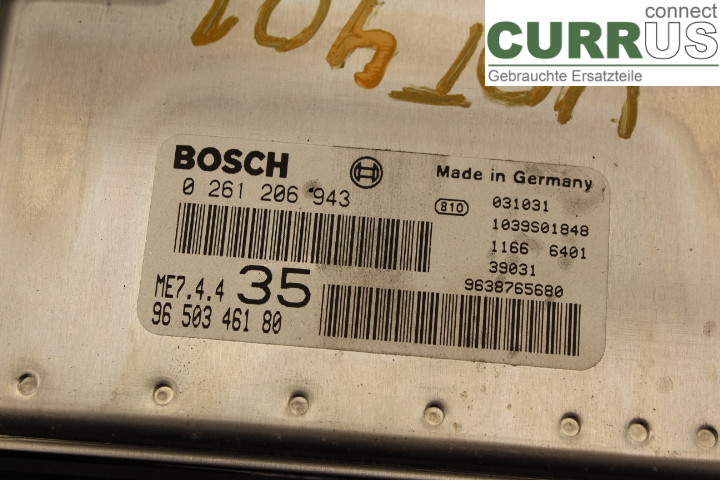 connect
CURRUS
Gebrauchte Ersatzteile
BOSCH
0 261 206 943
Made in Germany
810
031031
1039S01848
1166 6401
39031
9638765680
ME7.4.4 35
96 503 461 80